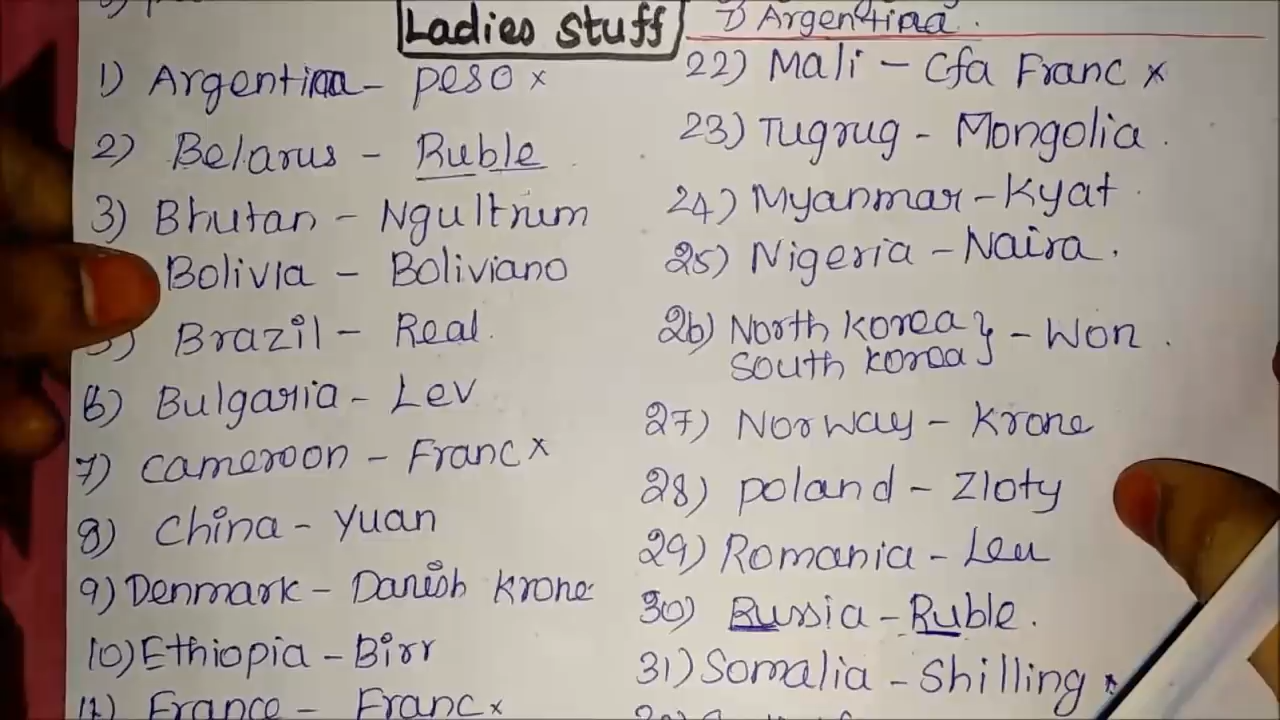 Ladies Stuff
1) Argentina - peso x
2) Belarus - Ruble
3) Bhutan - Ngultrum
Bolivia - Boliviano
5) Brazil - Real.
6) Bulgaria - Lev
7) Cameroon - Franc x
8) China - Yuan
9) Denmark - Danish Krone
10) Ethiopia - Birr
11) France - Franc x
1) Argentina.
22) Mali - Cfa Franc x
23) Tugrug - Mongolia.
24) Myanmar - Kyat
25) Nigeria - Naira.
26) North Korea } - Won.
South Korea
27) Norway - Krone
28) poland - Zloty
29) Romania - Leu
30) Russia - Ruble.
31) Somalia - Shilling x